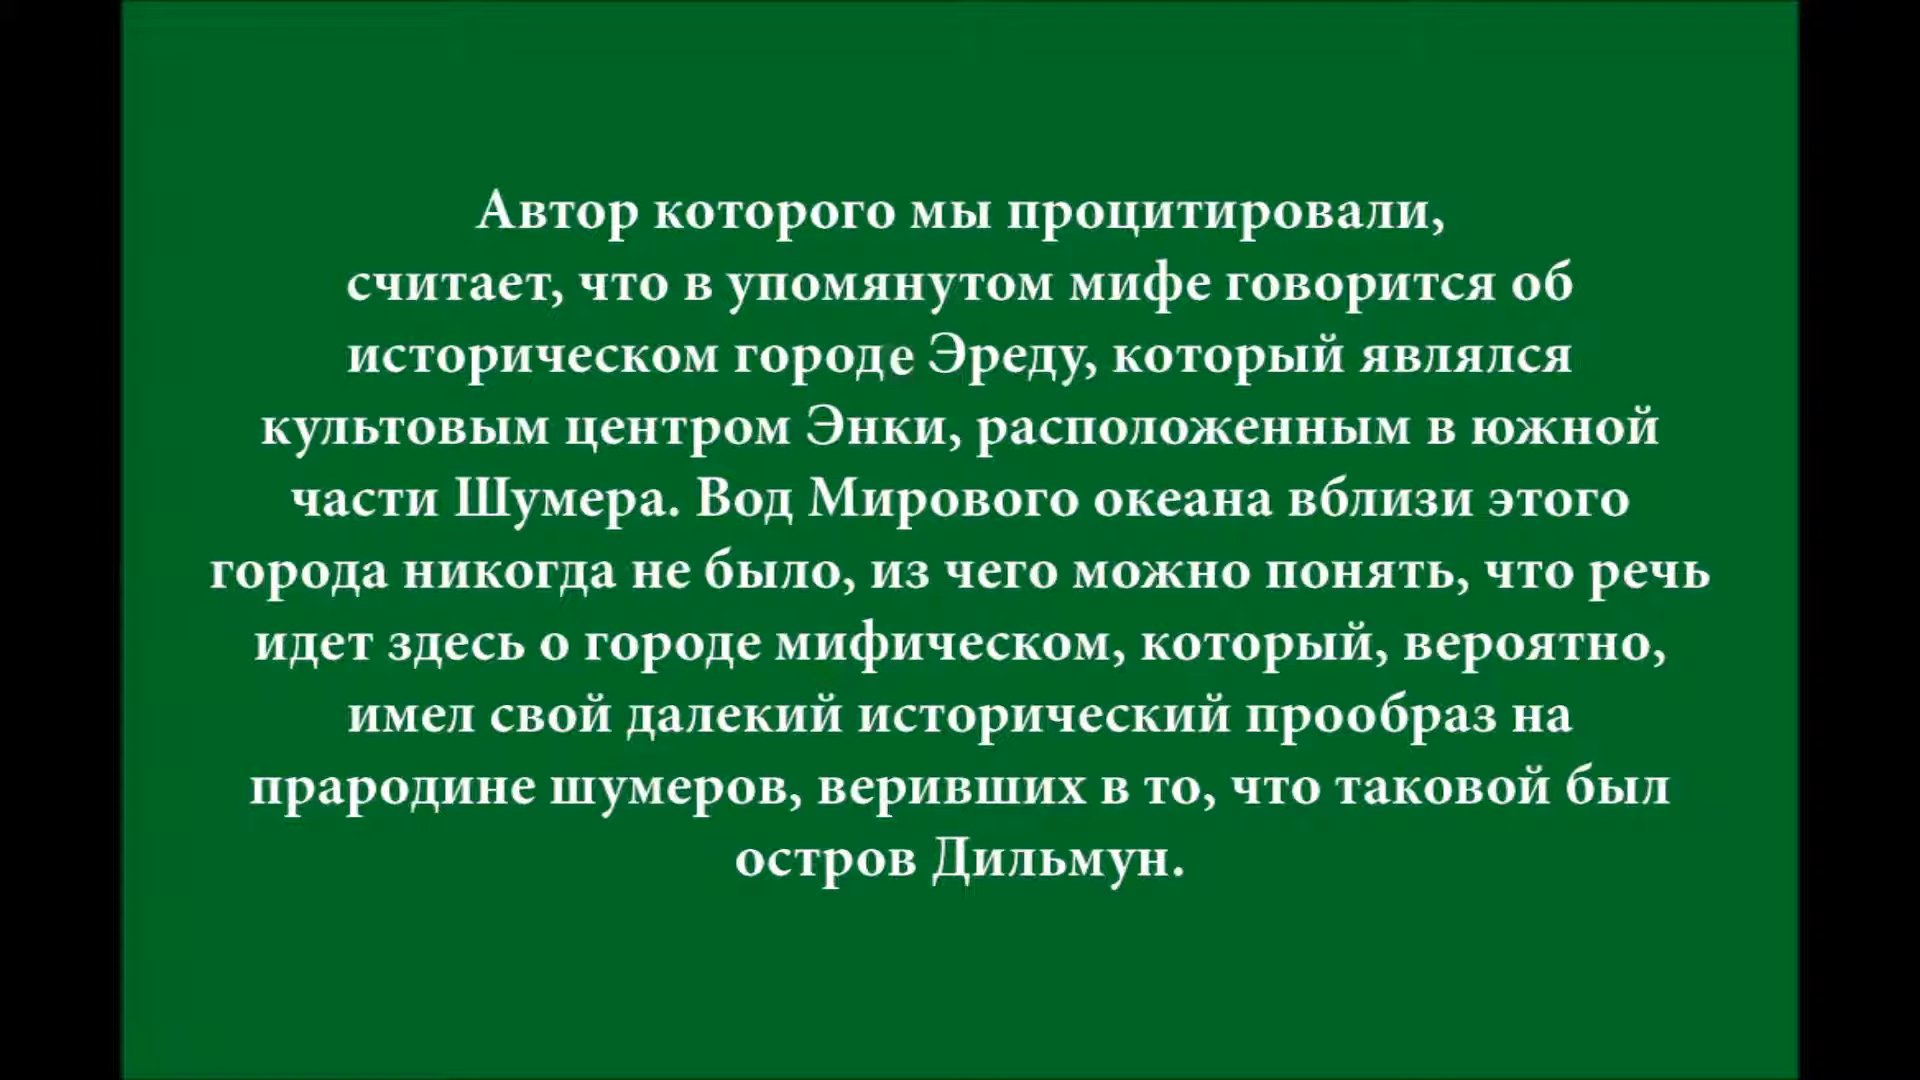 Автор которого мы процитировали,
считает, что в упомянутом мифе говорится об
историческом городе Эреду, который являлся
культовым центром Энки, расположенным в южной
части Шумера. Вод Мирового океана вблизи этого
города никогда не было, из чего можно понять, что речь
идет здесь о городе мифическом, который, вероятно,
имел свой далекий исторический прообраз на
прародине шумеров, веривших в то, что таковой был
остров Дильмун.